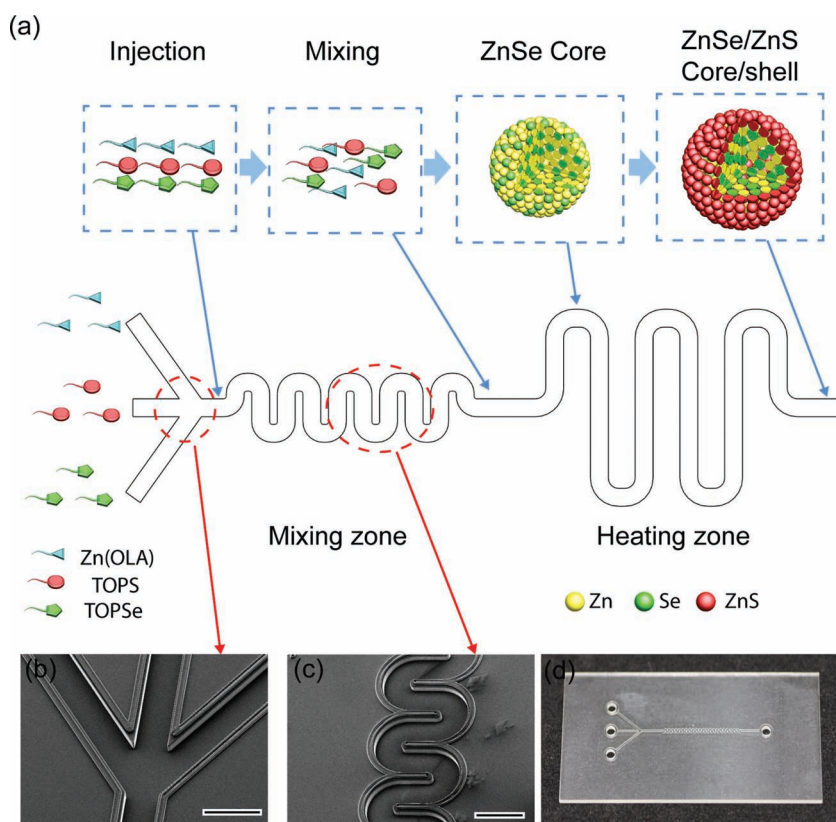 (a)
Injection
Mixing
ZnSe Core
ZnSe/ZnS
Core/shell
Mixing zone
Heating zone
Zn(OLA)
TOPS
TOPSe
Zn
Se
ZnS
(b)
(c)
(d)